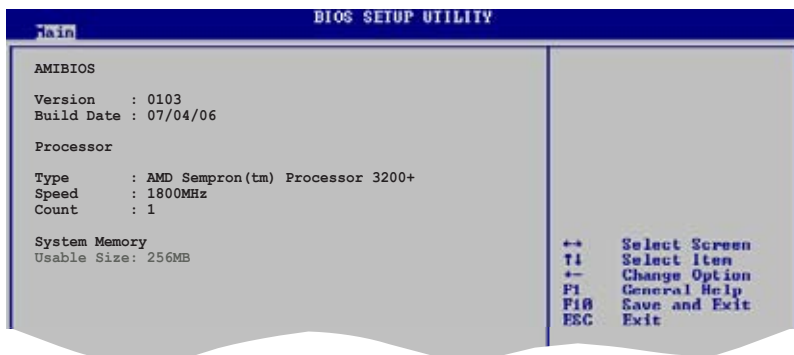 BIOS SETUP UTILITY
Main
AMIBIOS
Version : 0103
Build Date : 07/04/06
Processor
Type : AMD Sempron(tm) Processor 3200+
Speed : 1800MHz
Count : 1
System Memory
Usable Size: 256MB
↔ Select Screen
↑↓ Select Item
+- Change Option
F1 General Help
F10 Save and Exit
ESC Exit